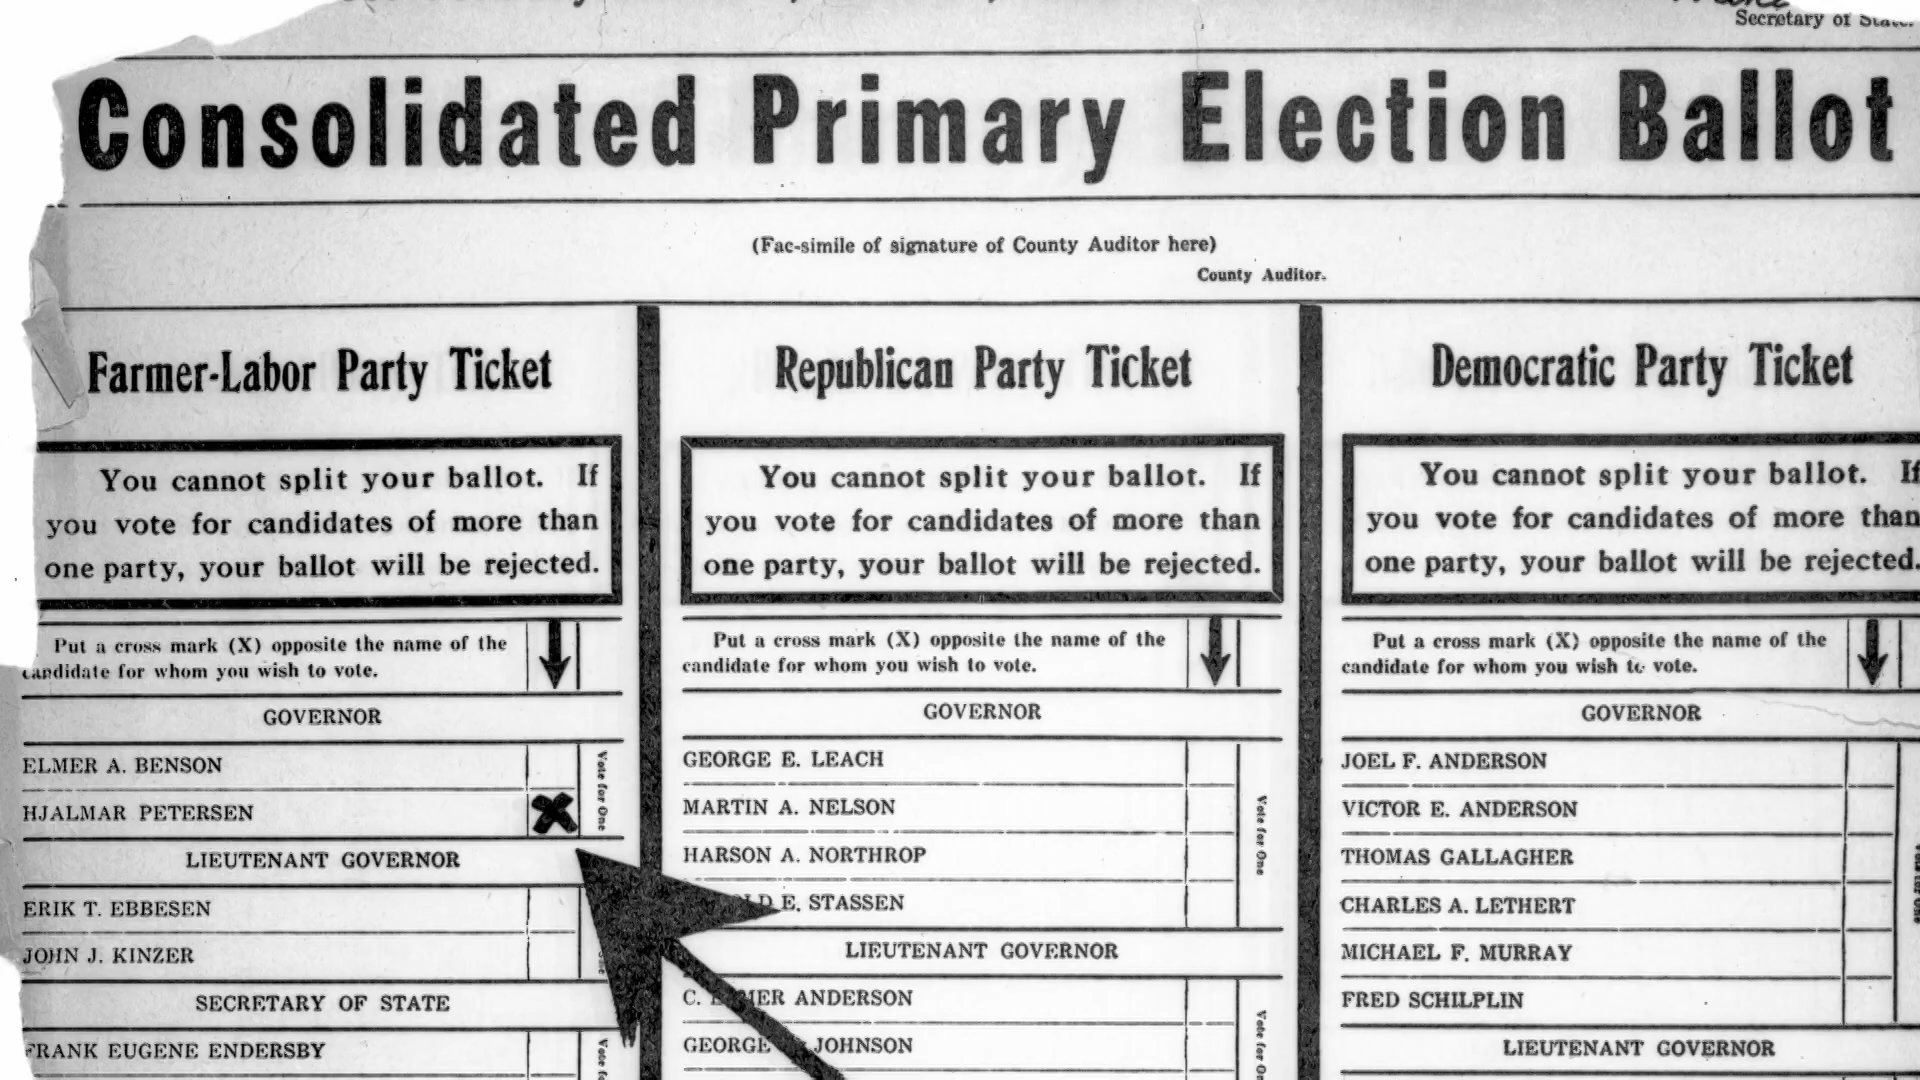 Secretary of State.
Consolidated Primary Election Ballot
(Fac-simile of signature of County Auditor here)
County Auditor.
Farmer-Labor Party Ticket
You cannot split your ballot. If
you vote for candidates of more than
one party, your ballot will be rejected.
Put a cross mark (X) opposite the name of the
candidate for whom you wish to vote.
GOVERNOR
ELMER A. BENSON
HJALMAR PETERSEN
Vote for One
LIEUTENANT GOVERNOR
ERIK T. EBBESEN
JOHN J. KINZER
One
SECRETARY OF STATE
FRANK EUGENE ENDERSBY
Vote
Republican Party Ticket
You cannot split your ballot. If
you vote for candidates of more than
one party, your ballot will be rejected.
Put a cross mark (X) opposite the name of the
candidate for whom you wish to vote.
GOVERNOR
GEORGE E. LEACH
MARTIN A. NELSON
HARSON A. NORTHROP
E. STASSEN
Vote for One
LIEUTENANT GOVERNOR
C. ANDERSON
GEORGE JOHNSON
Vote for One
Democratic Party Ticket
You cannot split your ballot. If
you vote for candidates of more than
one party, your ballot will be rejected.
Put a cross mark (X) opposite the name of the
candidate for whom you wish to vote.
GOVERNOR
JOEL F. ANDERSON
VICTOR E. ANDERSON
THOMAS GALLAGHER
CHARLES A. LETHERT
MICHAEL F. MURRAY
FRED SCHILPLIN
LIEUTENANT GOVERNOR